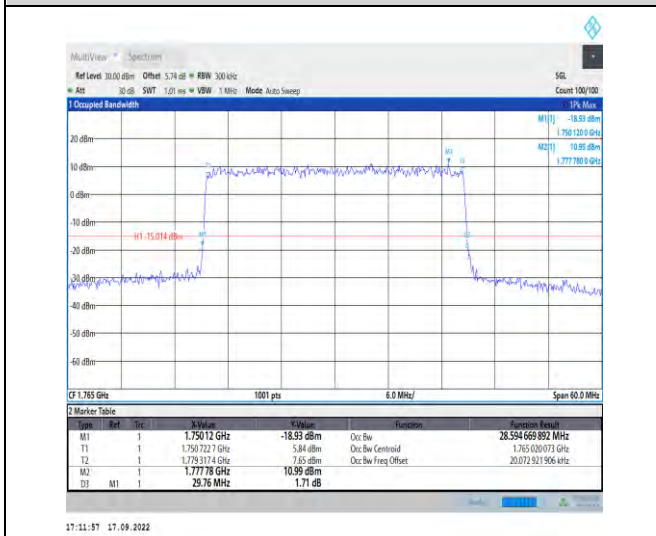 MultiView Spectrum
Ref Level 30.00 dBm Offset 5.74 dB RBW 300 kHz SGL
Att 30 dB SWT 1.01 ms VBW 1 MHz Mode Auto Sweep Count 100/100
1 Occupied Bandwidth 1Pk Max
M1[1] -18.93 dBm
1.750 120 0 GHz
M2[1] 10.95 dBm
1.777 780 0 GHz
20 dBm
M2
10 dBm
0 dBm
-10 dBm
H1 -15.014 dBm
M1
-20 dBm
-30 dBm
-40 dBm
-50 dBm
-60 dBm
CF 1.765 GHz 1001 pts 6.0 MHz/ Span 60.0 MHz
2 Marker Table
Type Ref Trc X-Value Y-Value Function Function Result
M1 1 1.75012 GHz -18.93 dBm Occ Bw 28.594 669 892 MHz
T1 1 1.750 722 7 GHz 5.84 dBm Occ Bw Centroid 1.765 020 073 GHz
T2 1 1.779 317 4 GHz 7.65 dBm Occ Bw Freq Offset 20.072 921 906 kHz
M2 1 1.77778 GHz 10.99 dBm
D3 M1 1 29.76 MHz 1.71 dB
17:11:57 17.09.2022